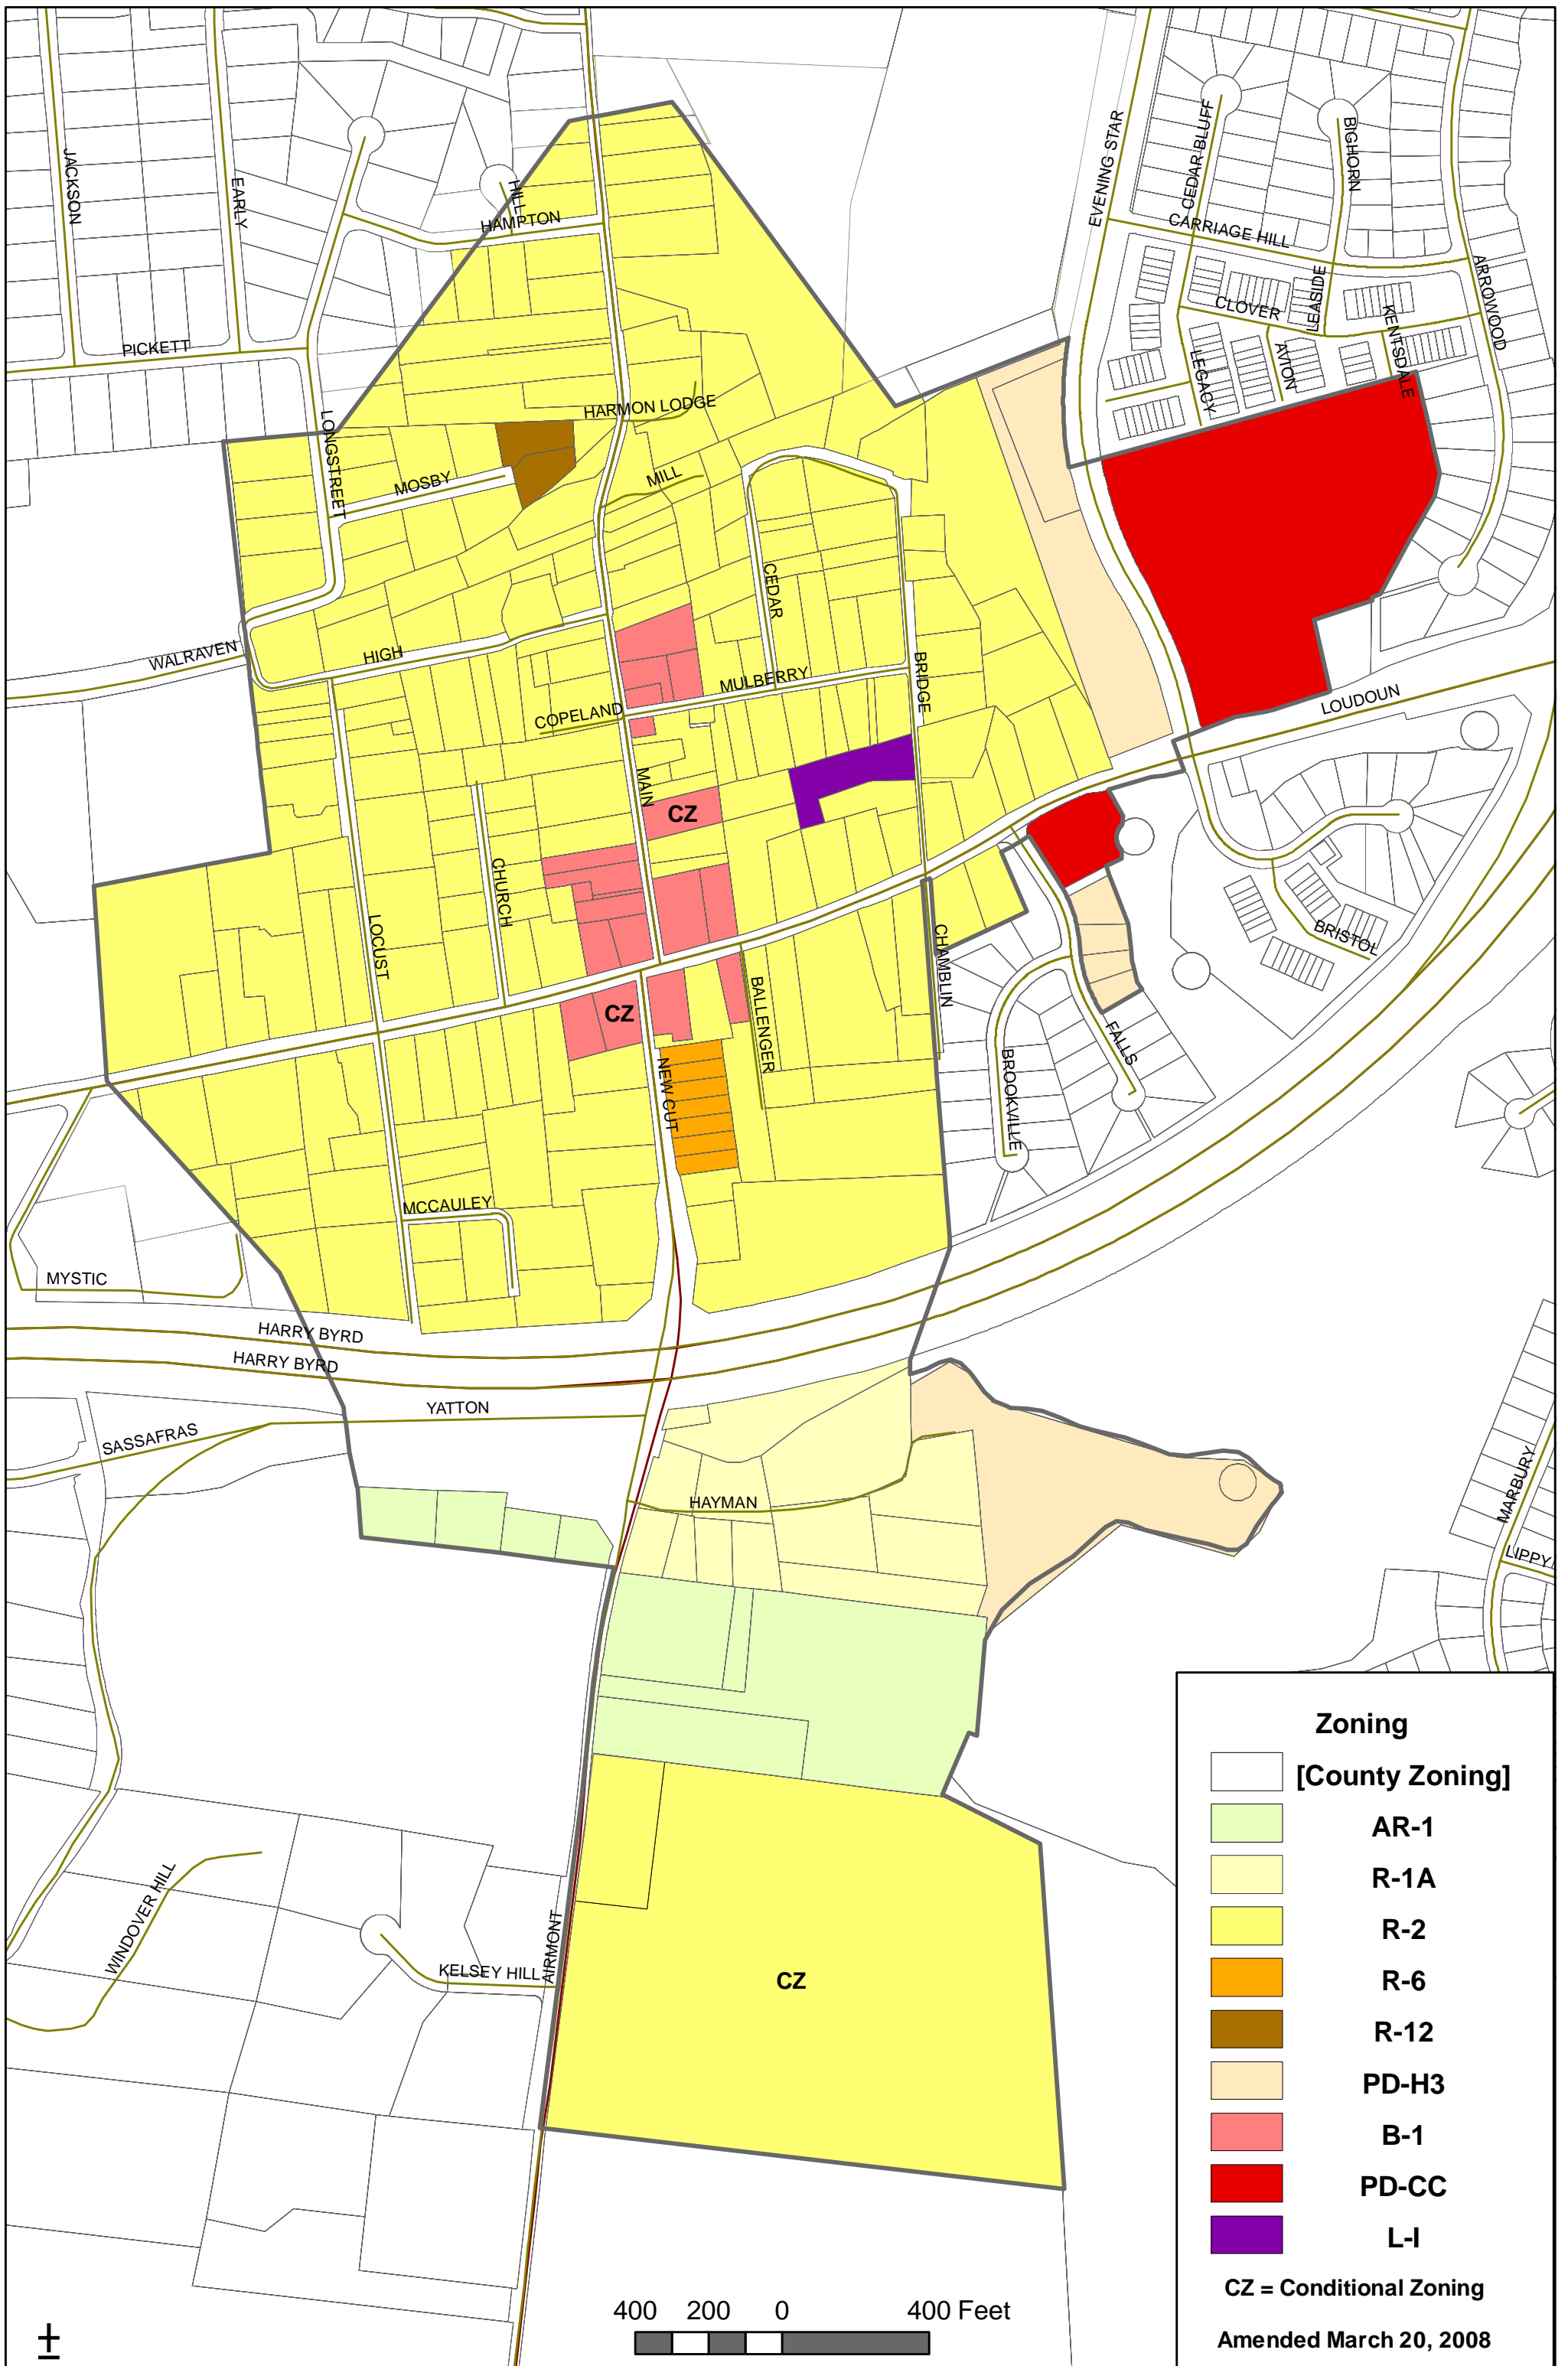 JACKSON
EARLY
HILL
HAMPTON
PICKETT
LONGSTREET
HARMON LODGE
MOSBY
MILL
EVENING STAR
CEDAR BLUFF
BIGHORN
CARRIAGE HILL
CLOVER
LEASIDE
KENTSDALE
ARROWOOD
LEGACY
AVION
CEDAR
WALRAVEN
HIGH
COPELAND
MULBERRY
BRIDGE
LOUDOUN
MAIN
CZ
CHURCH
LOCUST
CHAMBLIN
BRISTOL
CZ
BALLENGER
NEW CUT
BROOKVILLE
FALLS
MCCAULEY
MYSTIC
HARRY BYRD
HARRY BYRD
YATTON
SASSAFRAS
HAYMAN
MARBURY
LIPPY
WINDOVER HILL
KELSEY HILL
AIRMONT
CZ
Zoning
[County Zoning]
AR-1
R-1A
R-2
R-6
R-12
PD-H3
B-1
PD-CC
L-I
CZ = Conditional Zoning
Amended March 20, 2008
400 200 0 400 Feet